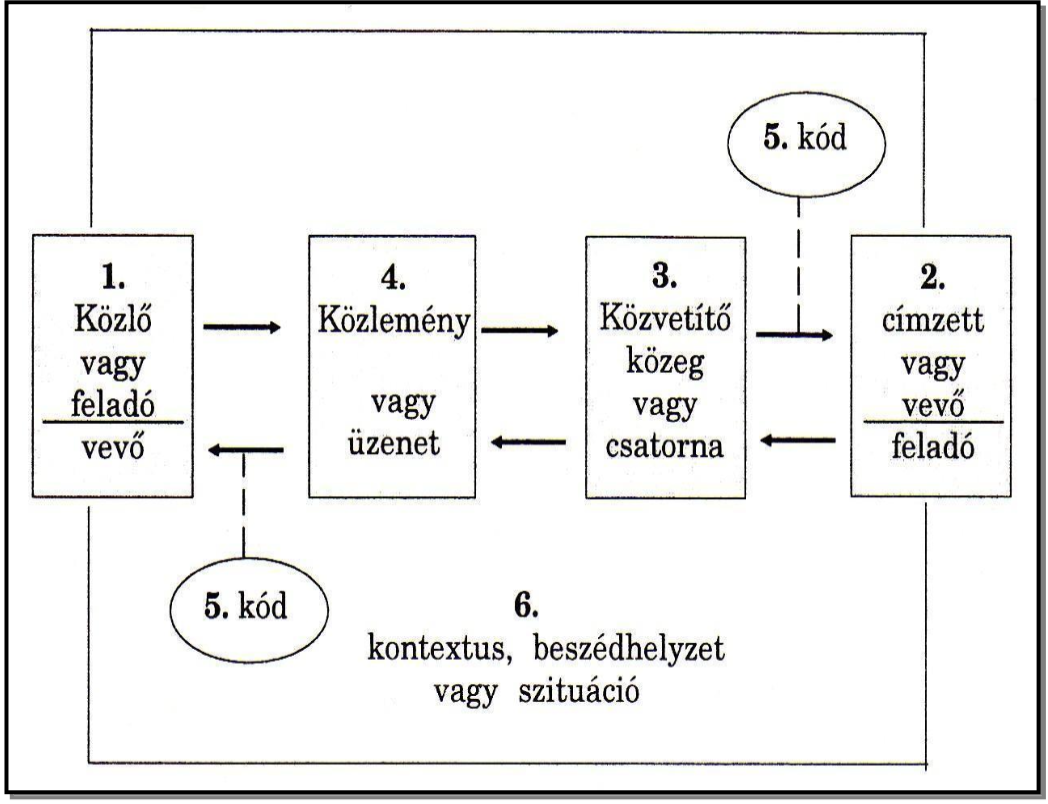 5. kód
1.
Közlő
vagy
feladó
vevő
4.
Közlemény
vagy
üzenet
3.
Közvetítő
közeg
vagy
csatorna
2.
címzett
vagy
vevő
feladó
5. kód
6.
kontextus, beszédhelyzet
vagy szituáció